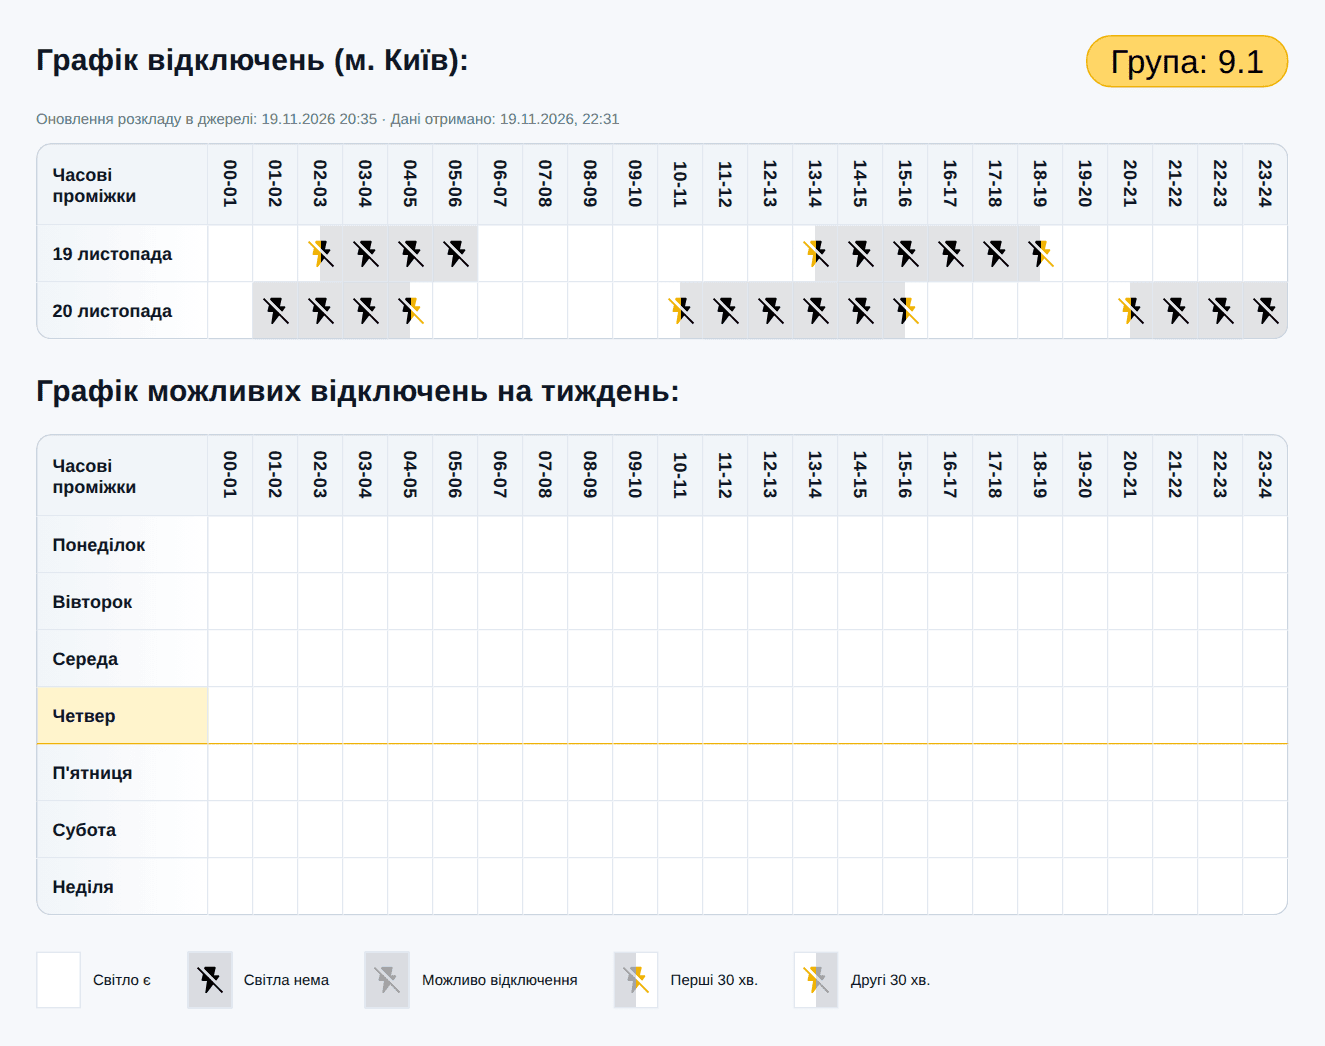 Графік відключень (м. Київ):
Група: 9.1
Оновлення розкладу в джерелі: 19.11.2026 20:35 · Дані отримано: 19.11.2026, 22:31
Часові проміжки 00-01 01-02 02-03 03-04 04-05 05-06 06-07 07-08 08-09 09-10 10-11 11-12 12-13 13-14 14-15 15-16 16-17 17-18 18-19 19-20 20-21 21-22 22-23 23-24
19 листопада
20 листопада
Графік можливих відключень на тиждень:
Часові проміжки 00-01 01-02 02-03 03-04 04-05 05-06 06-07 07-08 08-09 09-10 10-11 11-12 12-13 13-14 14-15 15-16 16-17 17-18 18-19 19-20 20-21 21-22 22-23 23-24
Понеділок
Вівторок
Середа
Четвер
П'ятниця
Субота
Неділя
Світло є Світла нема Можливо відключення Перші 30 хв. Другі 30 хв.